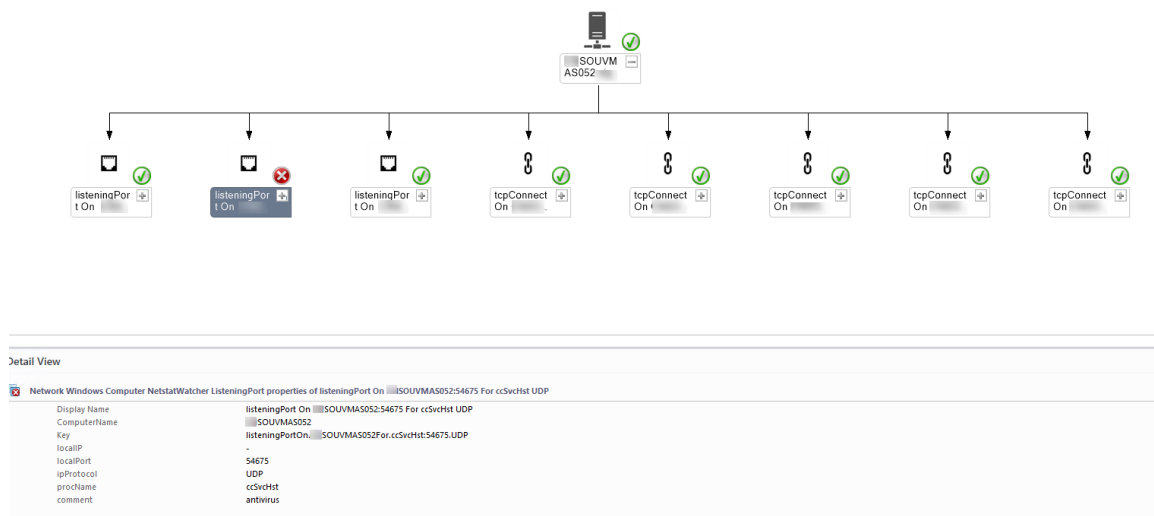 SOUVM
AS052
listeningPor
t On
listeningPor
t On
listeningPor
t On
tcpConnect
On
tcpConnect
On
tcpConnect
On
tcpConnect
On
tcpConnect
On
Detail View
Network Windows Computer NetstatWatcher ListeningPort properties of listeningPort On SOUVMAS052:54675 For ccSvcHst UDP
Display Name listeningPort On SOUVMAS052:54675 For ccSvcHst UDP
ComputerName SOUVMAS052
Key listeningPortOn. SOUVMAS052For.ccSvcHst:54675.UDP
localIP -
localPort 54675
ipProtocol UDP
procName ccSvcHst
comment antivirus